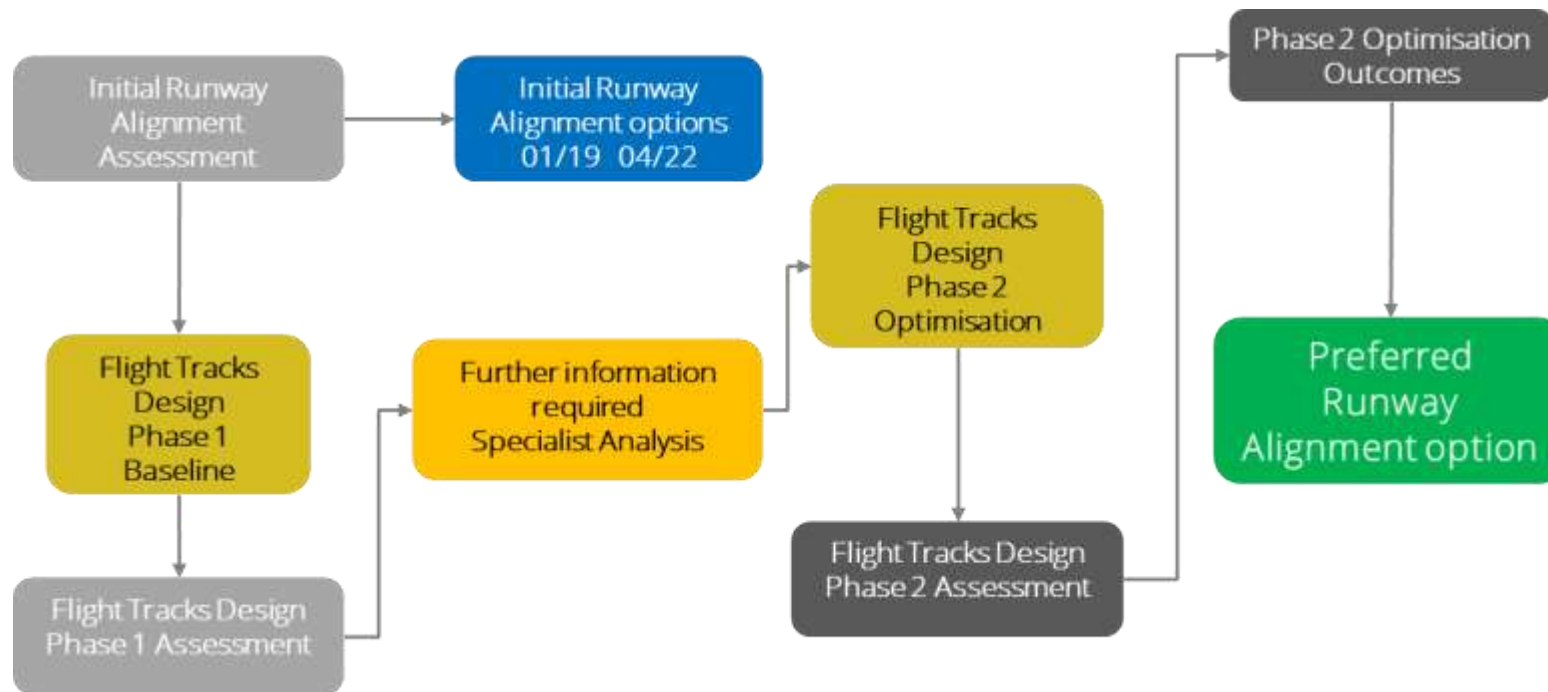 Initial Runway
Alignment
Assessment
Initial Runway
Alignment options
01/19 04/22
Flight Tracks
Design
Phase 1
Baseline
Flight Tracks Design
Phase 1 Assessment
Further information
required
Specialist Analysis
Flight Tracks
Design
Phase 2
Optimisation
Flight Tracks Design
Phase 2 Assessment
Phase 2 Optimisation
Outcomes
Preferred
Runway
Alignment option